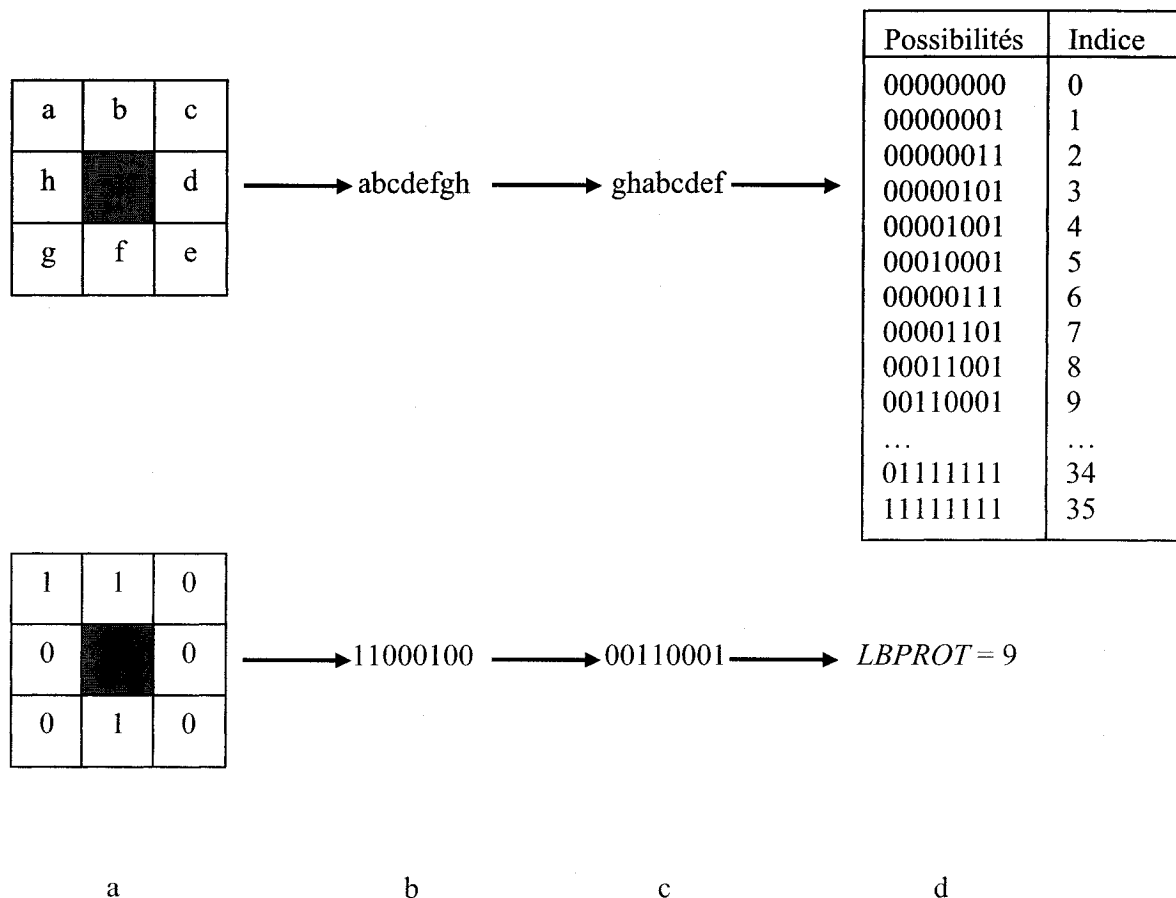 Possibilités Indice
00000000 0
00000001 1
00000011 2
00000101 3
00001001 4
00010001 5
00000111 6
00001101 7
00011001 8
00110001 9
... ...
01111111 34
11111111 35
a b c
h d
g f e
abcdefgh
ghabcdef
1 1 0
0 0
0 1 0
11000100
00110001
LBPROT = 9
a b c d